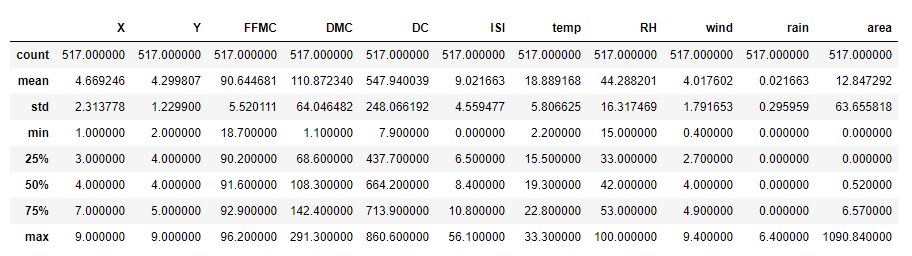 X Y FFMC DMC DC ISI temp RH wind rain area
count 517.000000 517.000000 517.000000 517.000000 517.000000 517.000000 517.000000 517.000000 517.000000 517.000000 517.000000
mean 4.669246 4.299807 90.644681 110.872340 547.940039 9.021663 18.889168 44.288201 4.017602 0.021663 12.847292
std 2.313778 1.229900 5.520111 64.046482 248.066192 4.559477 5.806625 16.317469 1.791653 0.295959 63.655818
min 1.000000 2.000000 18.700000 1.100000 7.900000 0.000000 2.200000 15.000000 0.400000 0.000000 0.000000
25% 3.000000 4.000000 90.200000 68.600000 437.700000 6.500000 15.500000 33.000000 2.700000 0.000000 0.000000
50% 4.000000 4.000000 91.600000 108.300000 664.200000 8.400000 19.300000 42.000000 4.000000 0.000000 0.520000
75% 7.000000 5.000000 92.900000 142.400000 713.900000 10.800000 22.800000 53.000000 4.900000 0.000000 6.570000
max 9.000000 9.000000 96.200000 291.300000 860.600000 56.100000 33.300000 100.000000 9.400000 6.400000 1090.840000